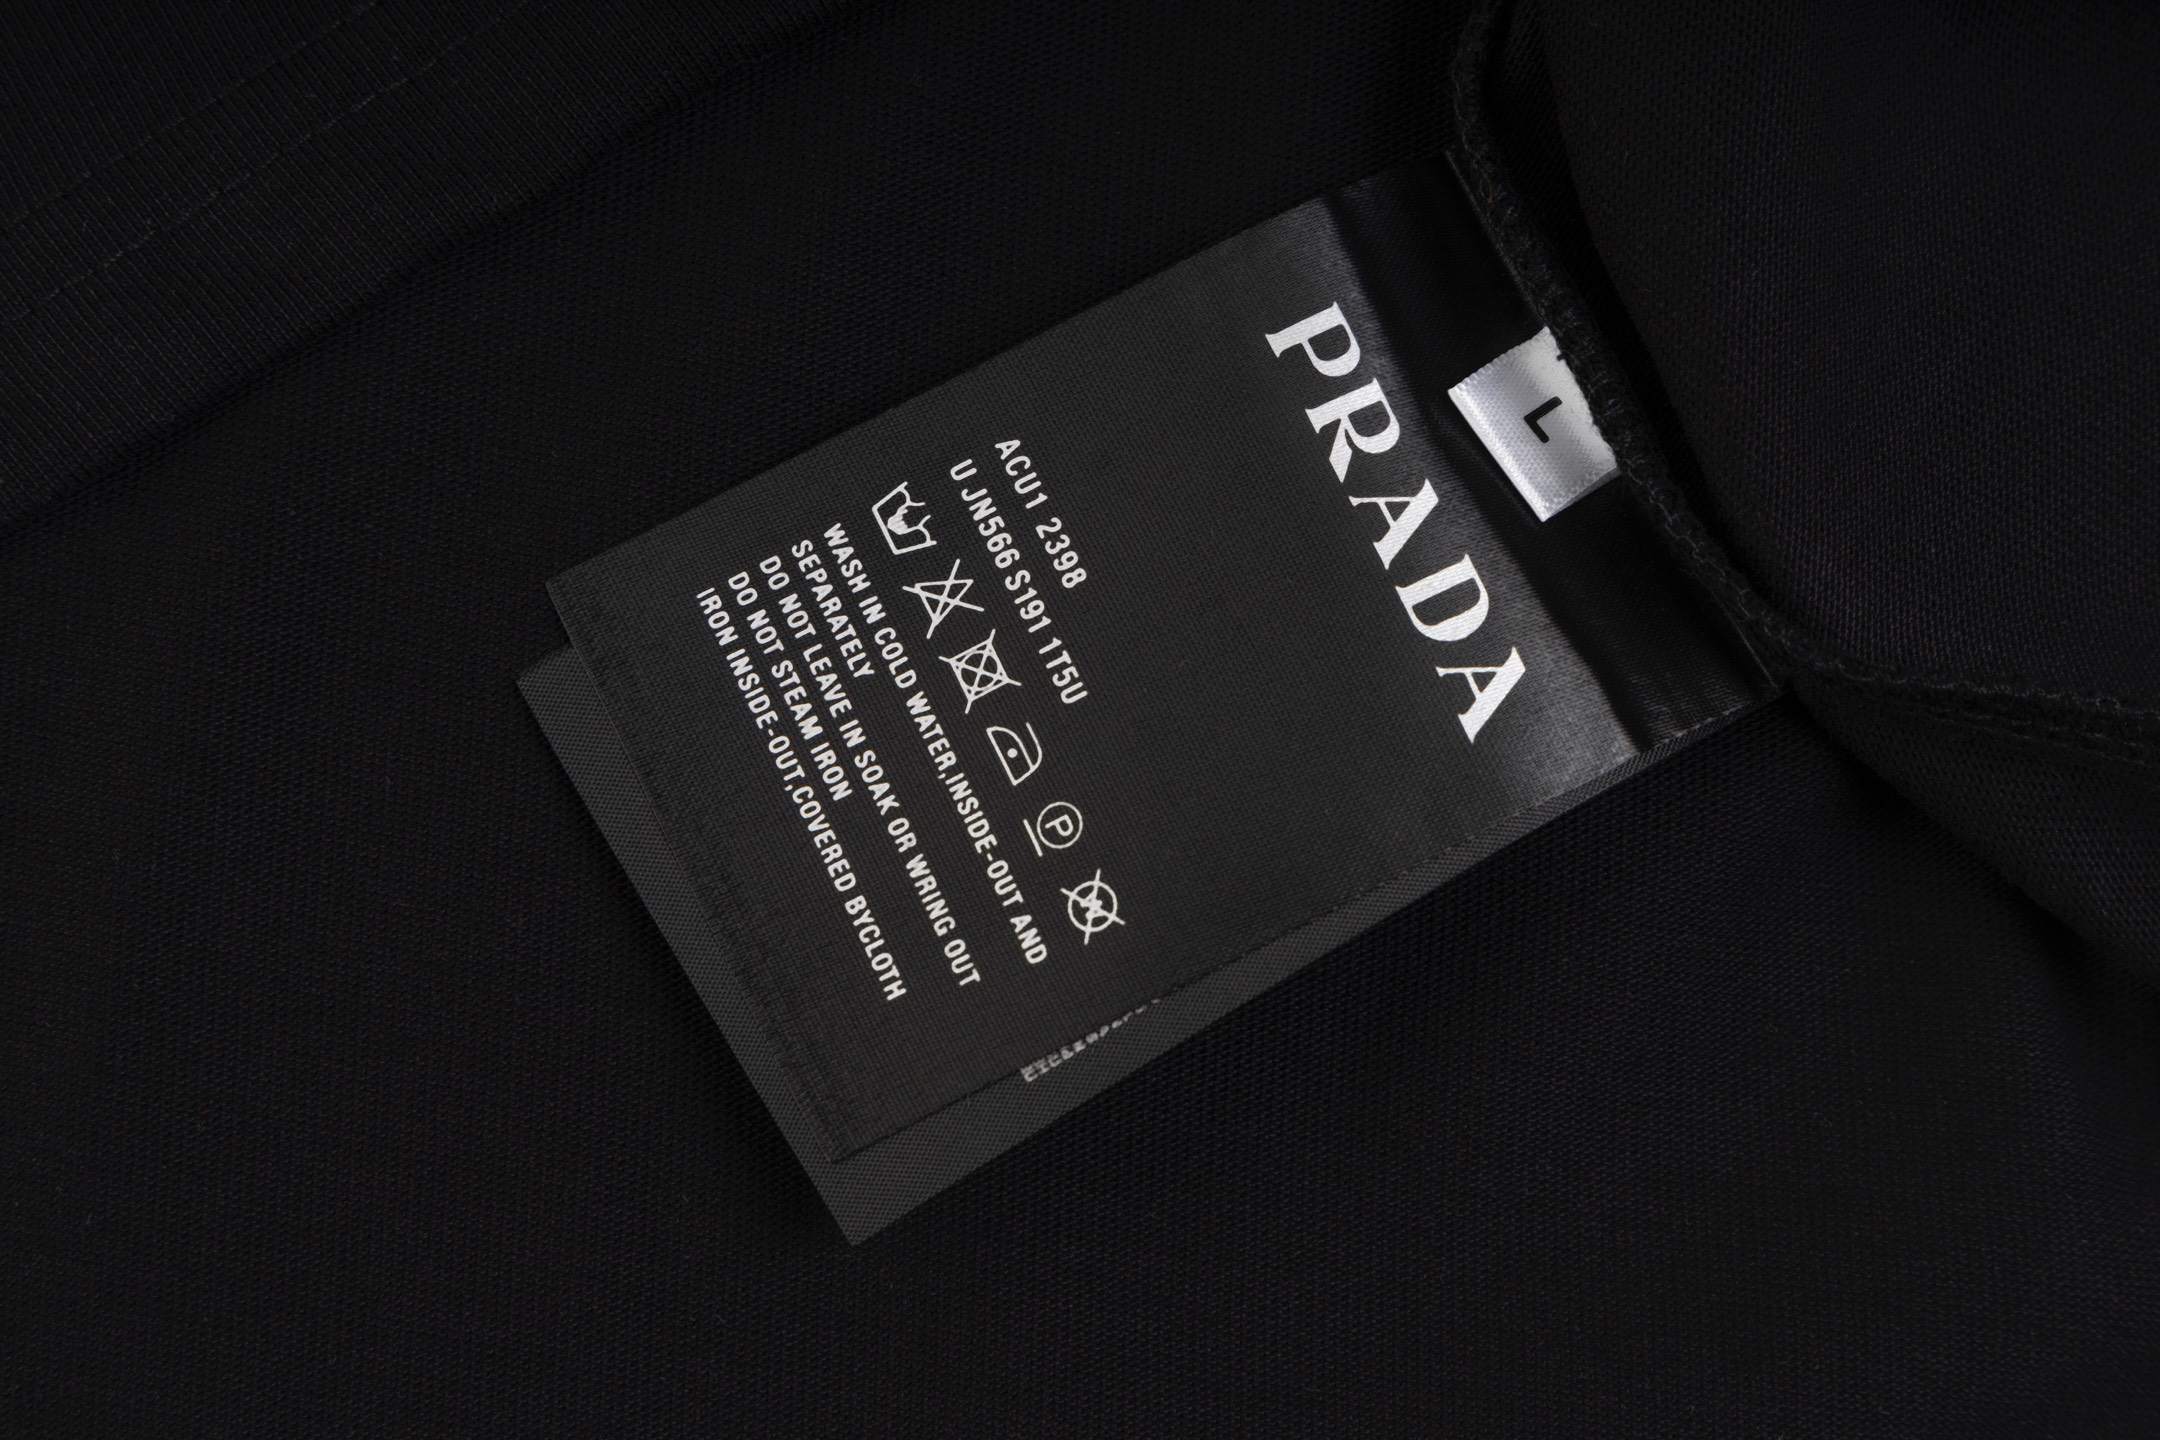 PRADA
L
ACU1 2398
UJN566 S191 1T5U
P
WASH IN COLD WATER,INSIDE-OUT AND
SEPARATELY
DO NOT LEAVE IN SOAK OR WRING OUT
DO NOT STEAM IRON
IRON INSIDE-OUT,COVERED BYCLOTH